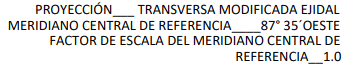 PROYECCIÓN___ TRANSVERSA MODIFICADA EJIDAL
MERIDIANO CENTRAL DE REFERENCIA____87° 35´OESTE
FACTOR DE ESCALA DEL MERIDIANO CENTRAL DE
REFERENCIA__1.0